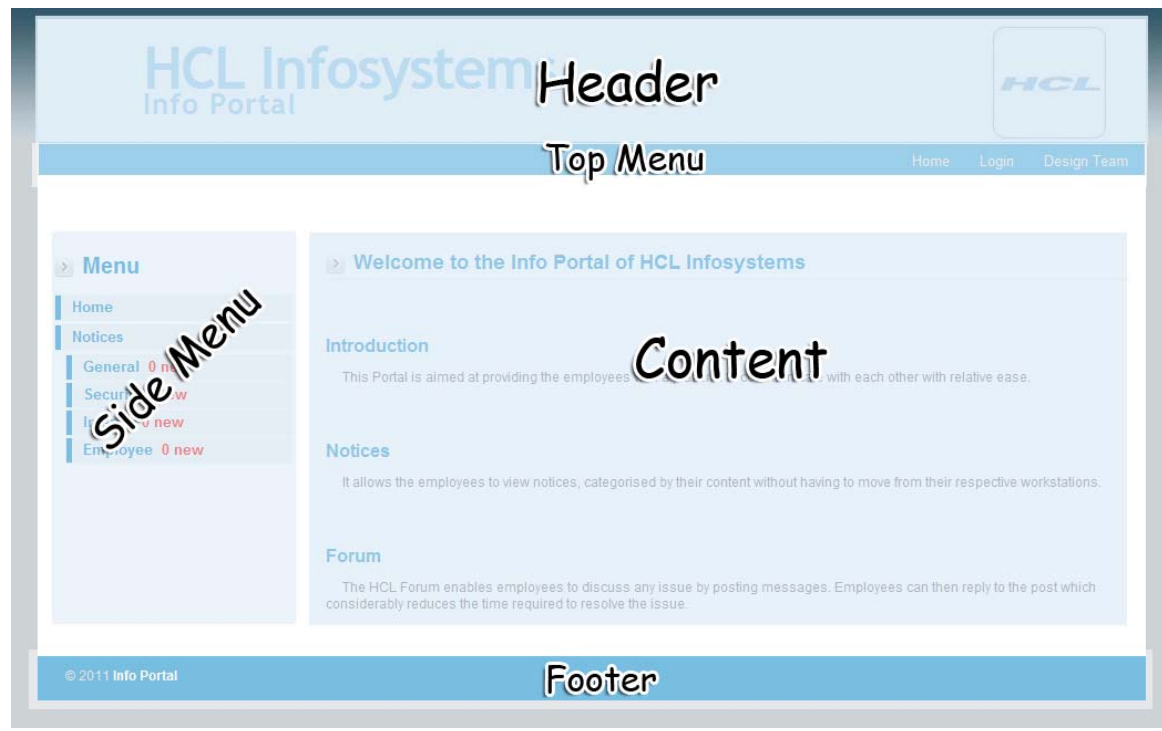 HCL Infosystems
Header
HCL
Info Portal
Top Menu
Home Login Design Team
Menu
Home
Notices
General 0 new
0 new
Employee 0 new
Side Menu
Welcome to the Info Portal of HCL Infosystems
Introduction
Content
This Portal is aimed at providing the employees with each other with relative ease.
Notices
It allows the employees to view notices, categorised by their content without having to move from their respective workstations.
Forum
The HCL Forum enables employees to discuss any issue by posting messages. Employees can then reply to the post which
considerably reduces the time required to resolve the issue.
© 2011 Info Portal
Footer